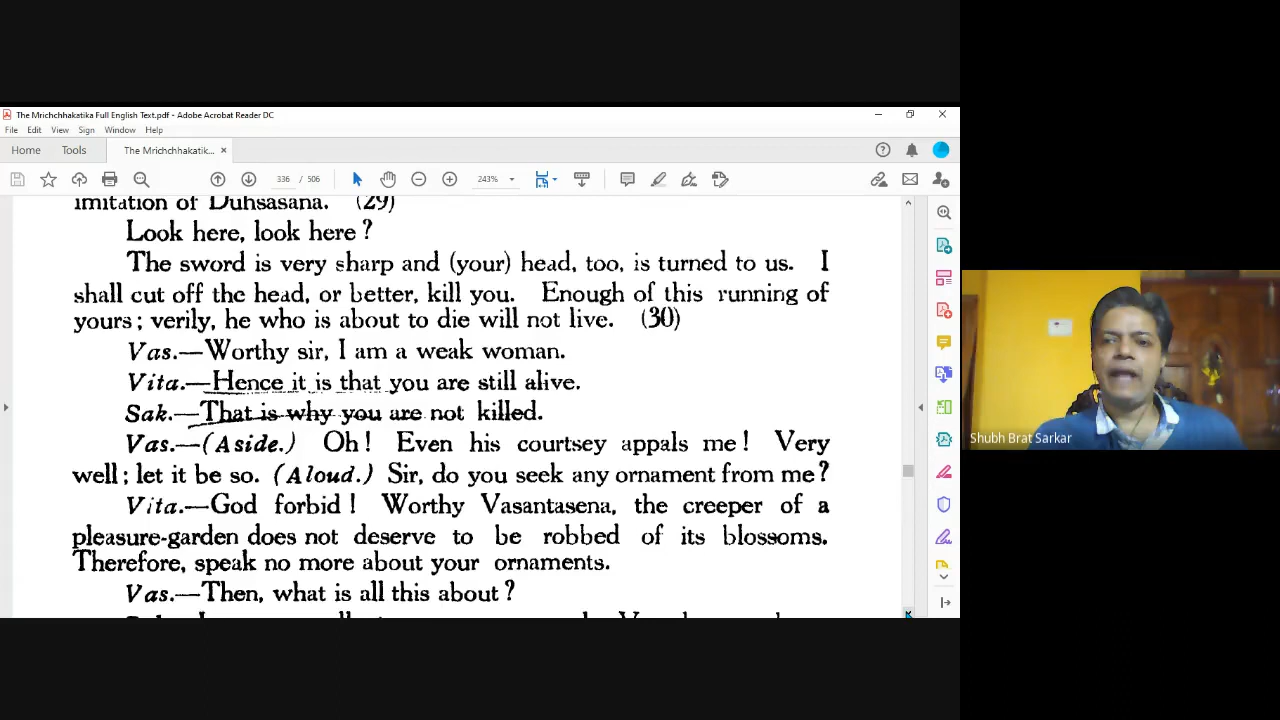 The Mrichchhakatika Full English Text.pdf - Adobe Acrobat Reader DC
File Edit View Sign Window Help
Home Tools The Mrichchhakatik... ×
336 / 506 243%
imitation of Duhsasana. (29)
Look here, look here ?
The sword is very sharp and (your) head, too, is turned to us. I
shall cut off the head, or better, kill you. Enough of this running of
yours ; verily, he who is about to die will not live. (30)
Vas.—Worthy sir, I am a weak woman.
Vita.—Hence it is that you are still alive.
Sak.—That is why you are not killed.
Vas.—(Aside.) Oh! Even his courtsey appals me! Very
well ; let it be so. (Aloud.) Sir, do you seek any ornament from me ?
Vita.—God forbid! Worthy Vasantasena, the creeper of a
pleasure-garden does not deserve to be robbed of its blossoms.
Therefore, speak no more about your ornaments.
Vas.—Then, what is all this about ?
Shubh Brat Sarkar